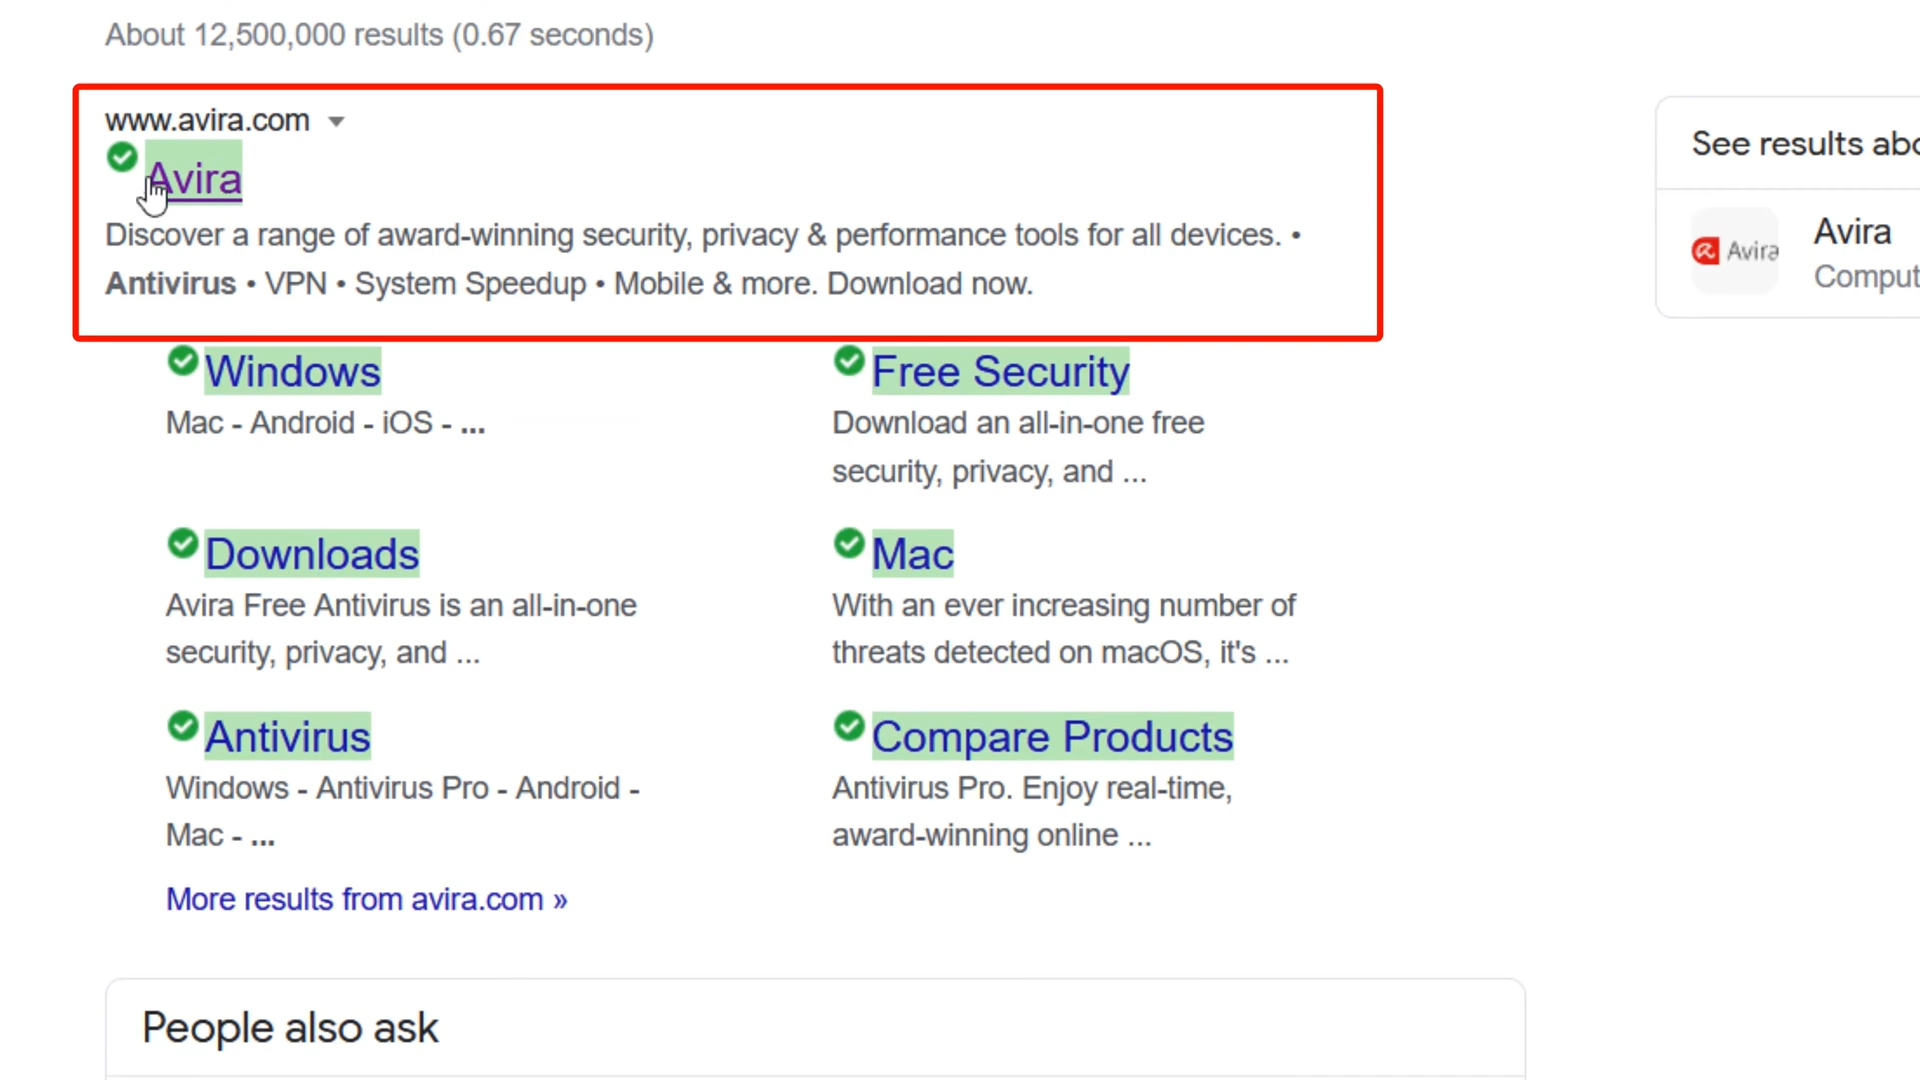 About 12,500,000 results (0.67 seconds)
www.avira.com
Avira
Discover a range of award-winning security, privacy & performance tools for all devices. •
Antivirus • VPN • System Speedup • Mobile & more. Download now.
Windows
Mac - Android - iOS - ...
Free Security
Download an all-in-one free
security, privacy, and ...
Downloads
Avira Free Antivirus is an all-in-one
security, privacy, and ...
Mac
With an ever increasing number of
threats detected on macOS, it's ...
Antivirus
Windows - Antivirus Pro - Android -
Mac - ...
Compare Products
Antivirus Pro. Enjoy real-time,
award-winning online ...
More results from avira.com »
People also ask
See results abo
Avira
Avira
Comput